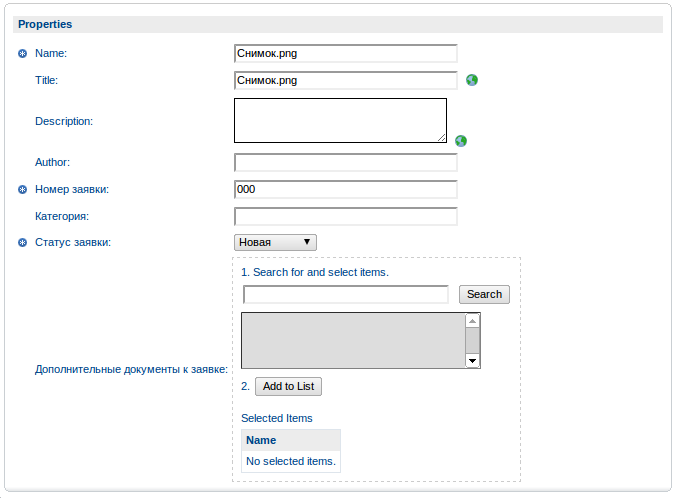 Properties
Name:
Снимок.png
Title:
Снимок.png
Description:
Author:
Номер заявки:
000
Категория:
Статус заявки:
Новая
1. Search for and select items.
Search
Дополнительные документы к заявке:
2. Add to List
Selected Items
Name
No selected items.